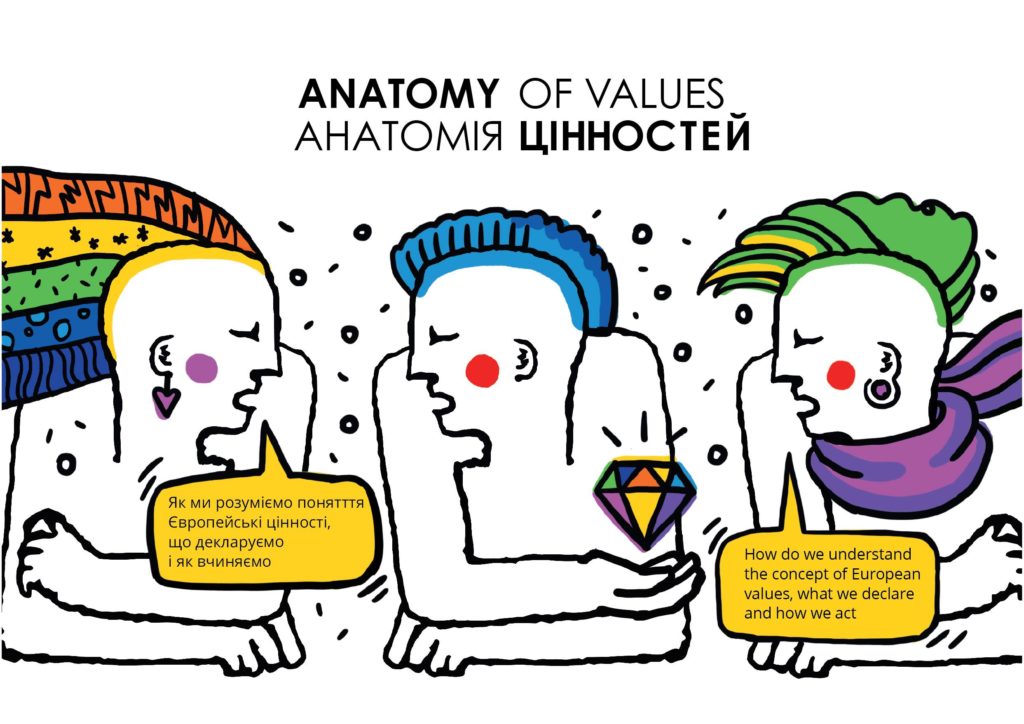 ANATOMY OF VALUES
АНАТОМІЯ ЦІННОСТЕЙ
Як ми розуміємо понятття
Європейські цінності,
що декларуємо
і як вчиняємо
How do we understand
the concept of European
values, what we declare
and how we act